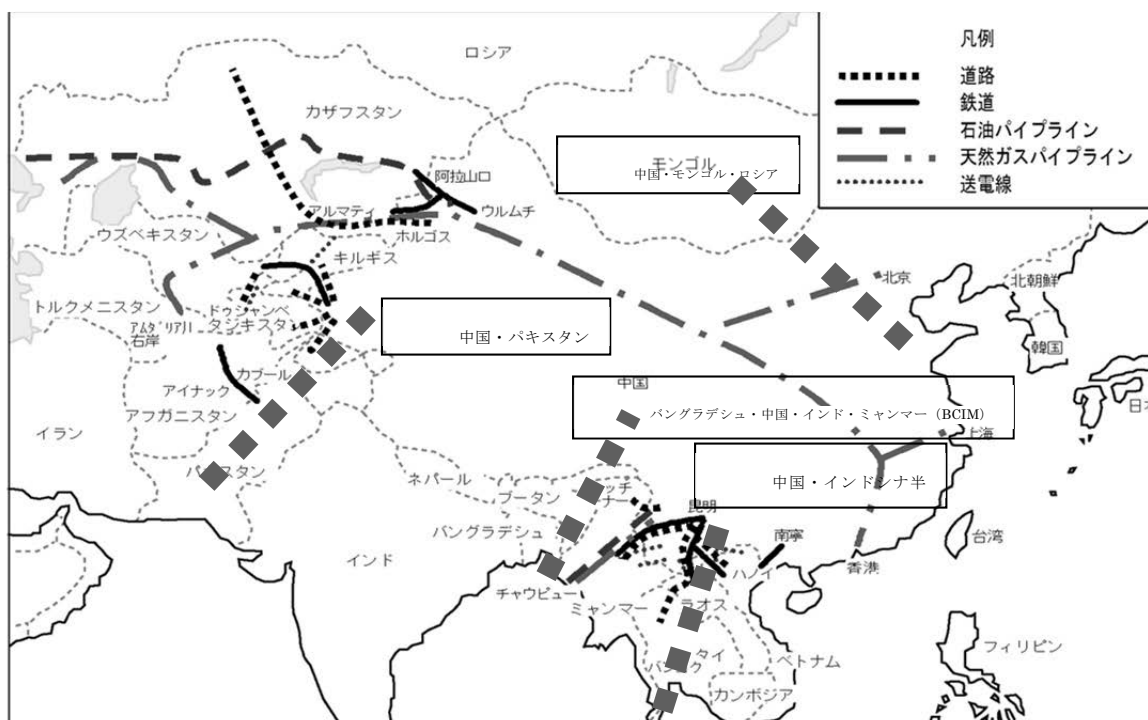 凡例
道路
鉄道
石油パイプライン
天然ガスパイプライン
送電線
ロシア
カザフスタン
モンゴル
中国・モンゴル・ロシア
阿拉山口
アルマティ
ウルムチ
ホルゴス
ウズベキスタン
キルギス
北京
北朝鮮
トルクメニスタン
ドゥシャンベ
タジキスタ
アムダリア川
右岸
中国・パキスタン
韓国
カブール
アイナック
アフガニスタン
中国
バングラデシュ・中国・インド・ミャンマー（BCIM）
上海
イラン
中国・インドシナ半
ネパール
ブータン
昆明
南寧
台湾
バングラデシュ
インド
ハノイ
香港
チャウピュー
ミャンマー
ラオス
フィリピン
タイ
ベトナム
カンボジア